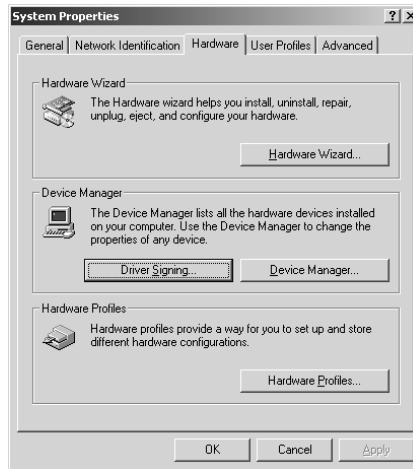 System Properties
General Network Identification Hardware User Profiles Advanced
Hardware Wizard
The Hardware wizard helps you install, uninstall, repair,
unplug, eject, and configure your hardware.
Hardware Wizard...
Device Manager
The Device Manager lists all the hardware devices installed
on your computer. Use the Device Manager to change the
properties of any device.
Driver Signing... Device Manager...
Hardware Profiles
Hardware profiles provide a way for you to set up and store
different hardware configurations.
Hardware Profiles...
OK Cancel Apply